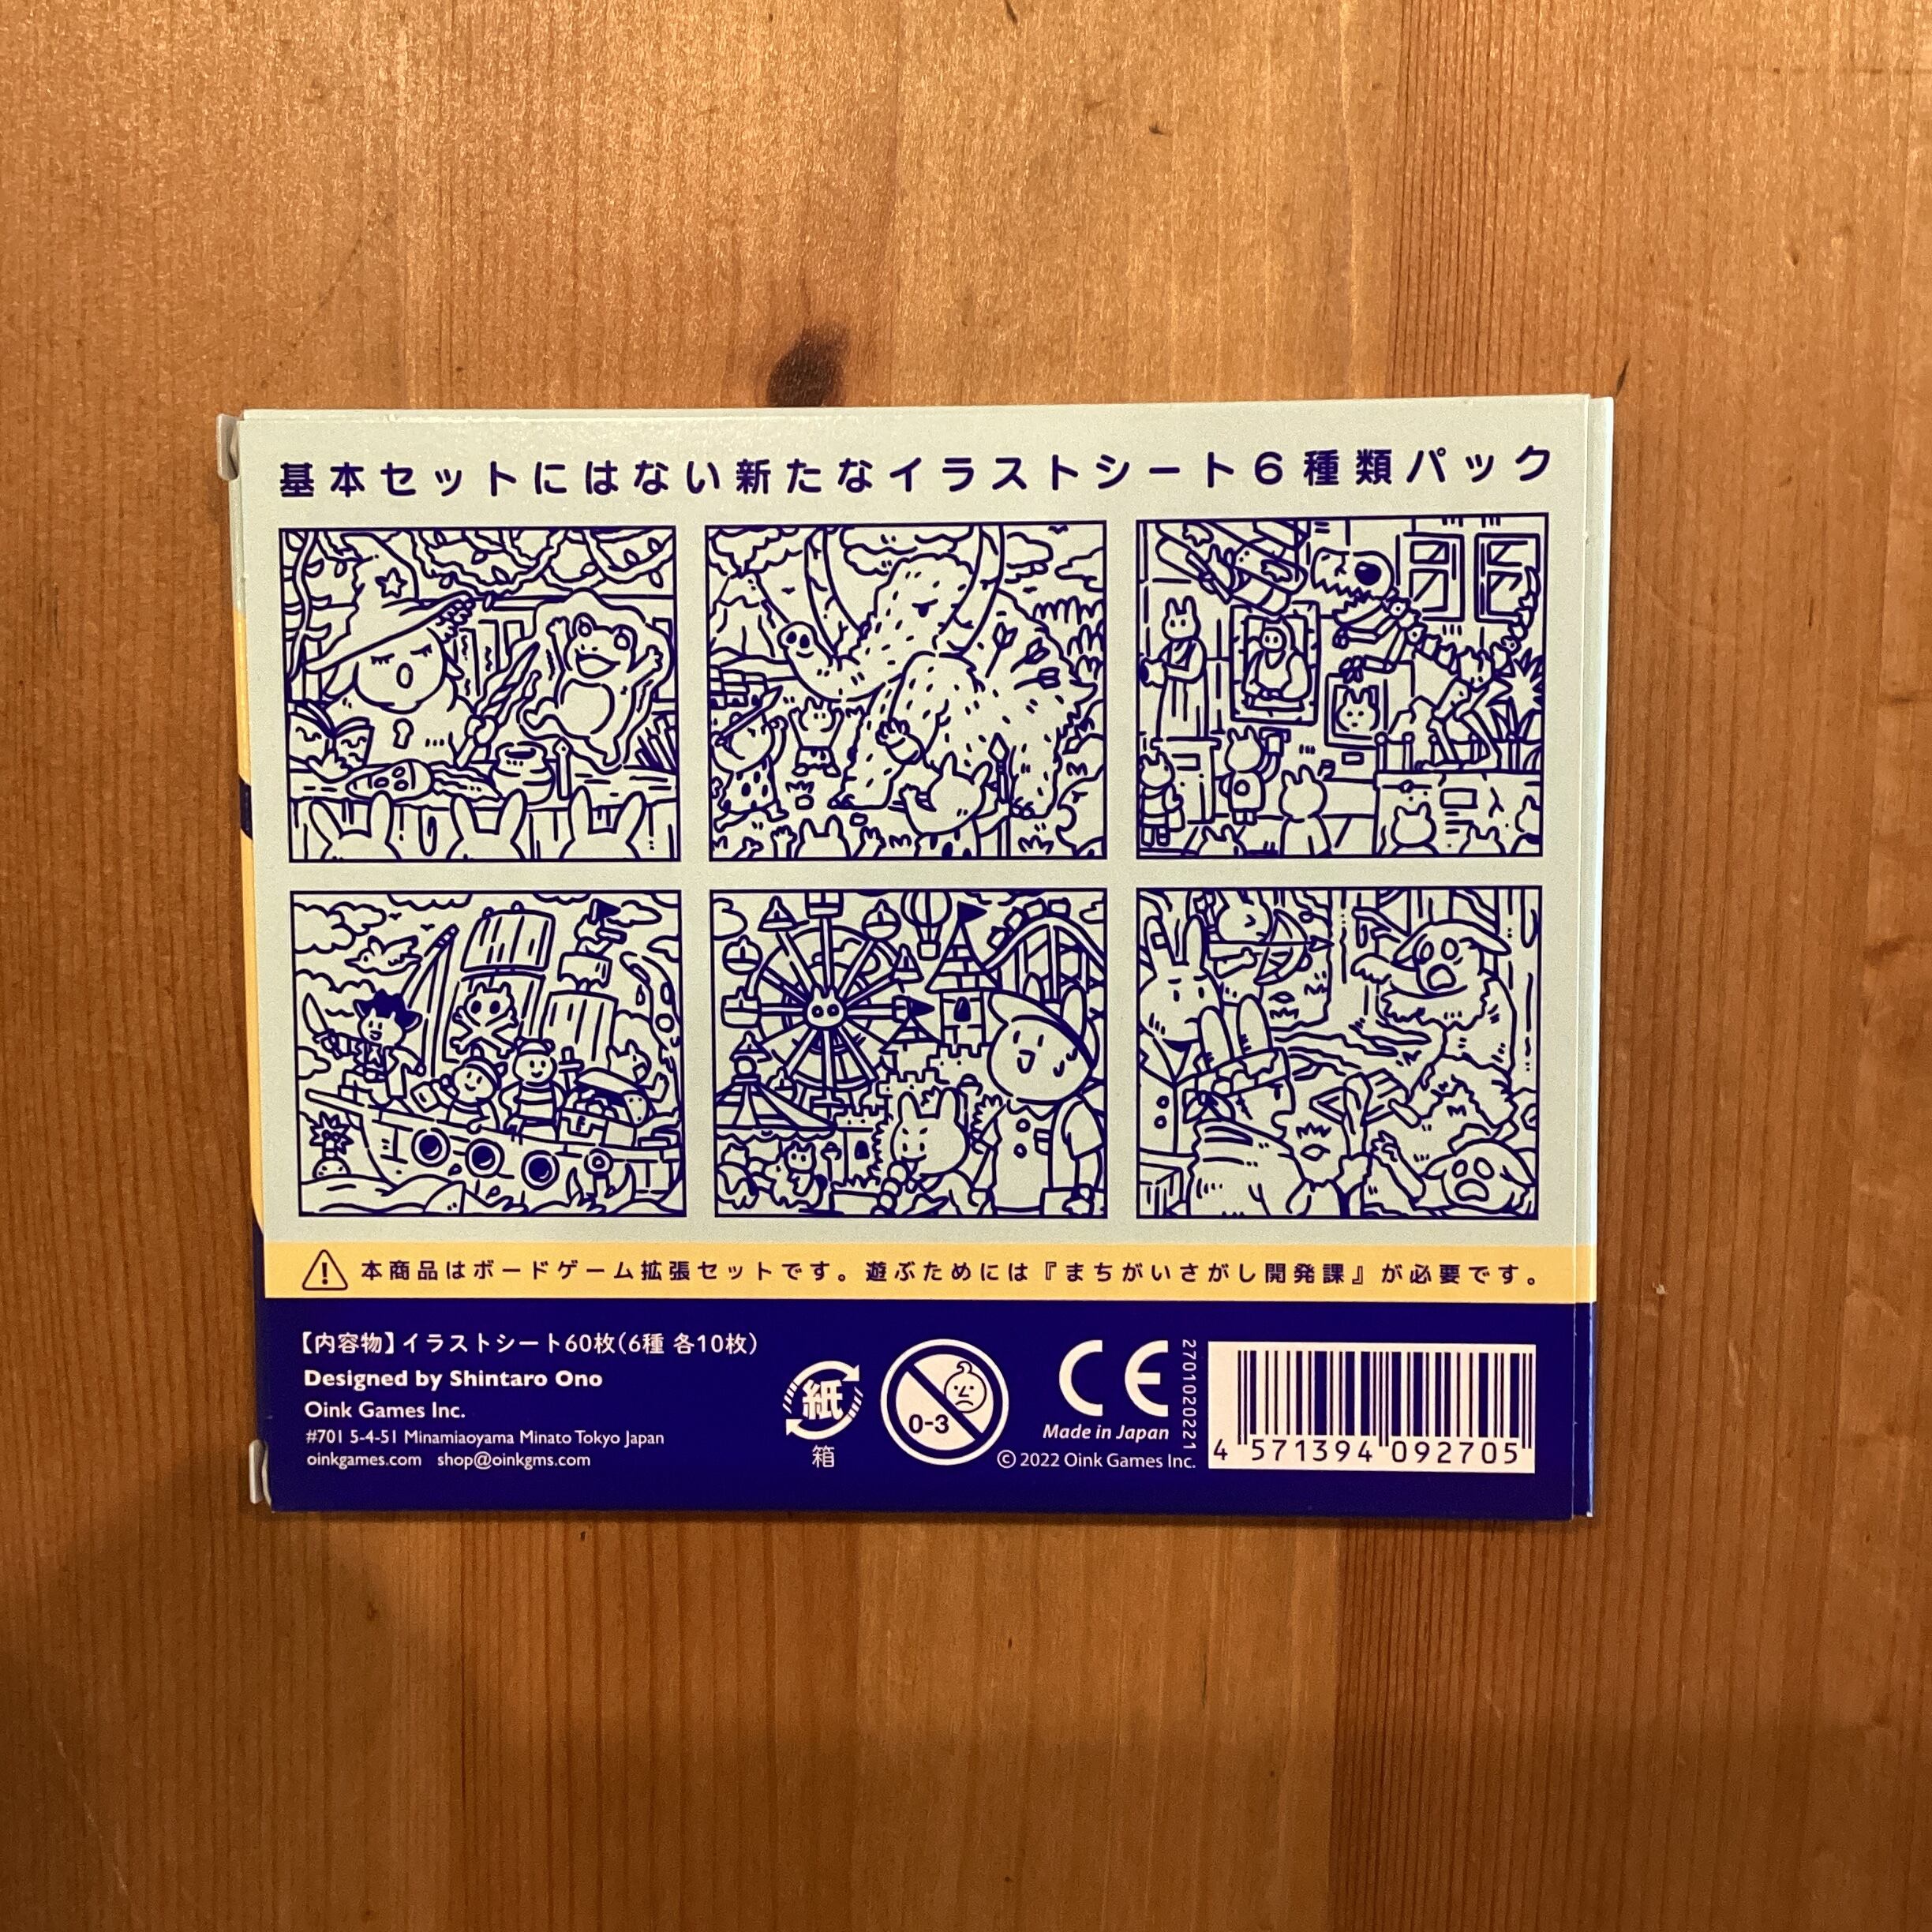 基本セットにはない新たなイラストシート6種類パック
本商品はボードゲーム拡張セットです。遊ぶためには『まちがいさがし開発課』が必要です。
【内容物】イラストシート60枚(6種 各10枚)
Designed by Shintaro Ono
Oink Games Inc.
#701 5-4-51 Minamiaoyama Minato Tokyo Japan
oinkgames.com shop@oinkgms.com
紙
箱
0-3
CE
Made in Japan
© 2022 Oink Games Inc.
2701020221
4 571394 092705